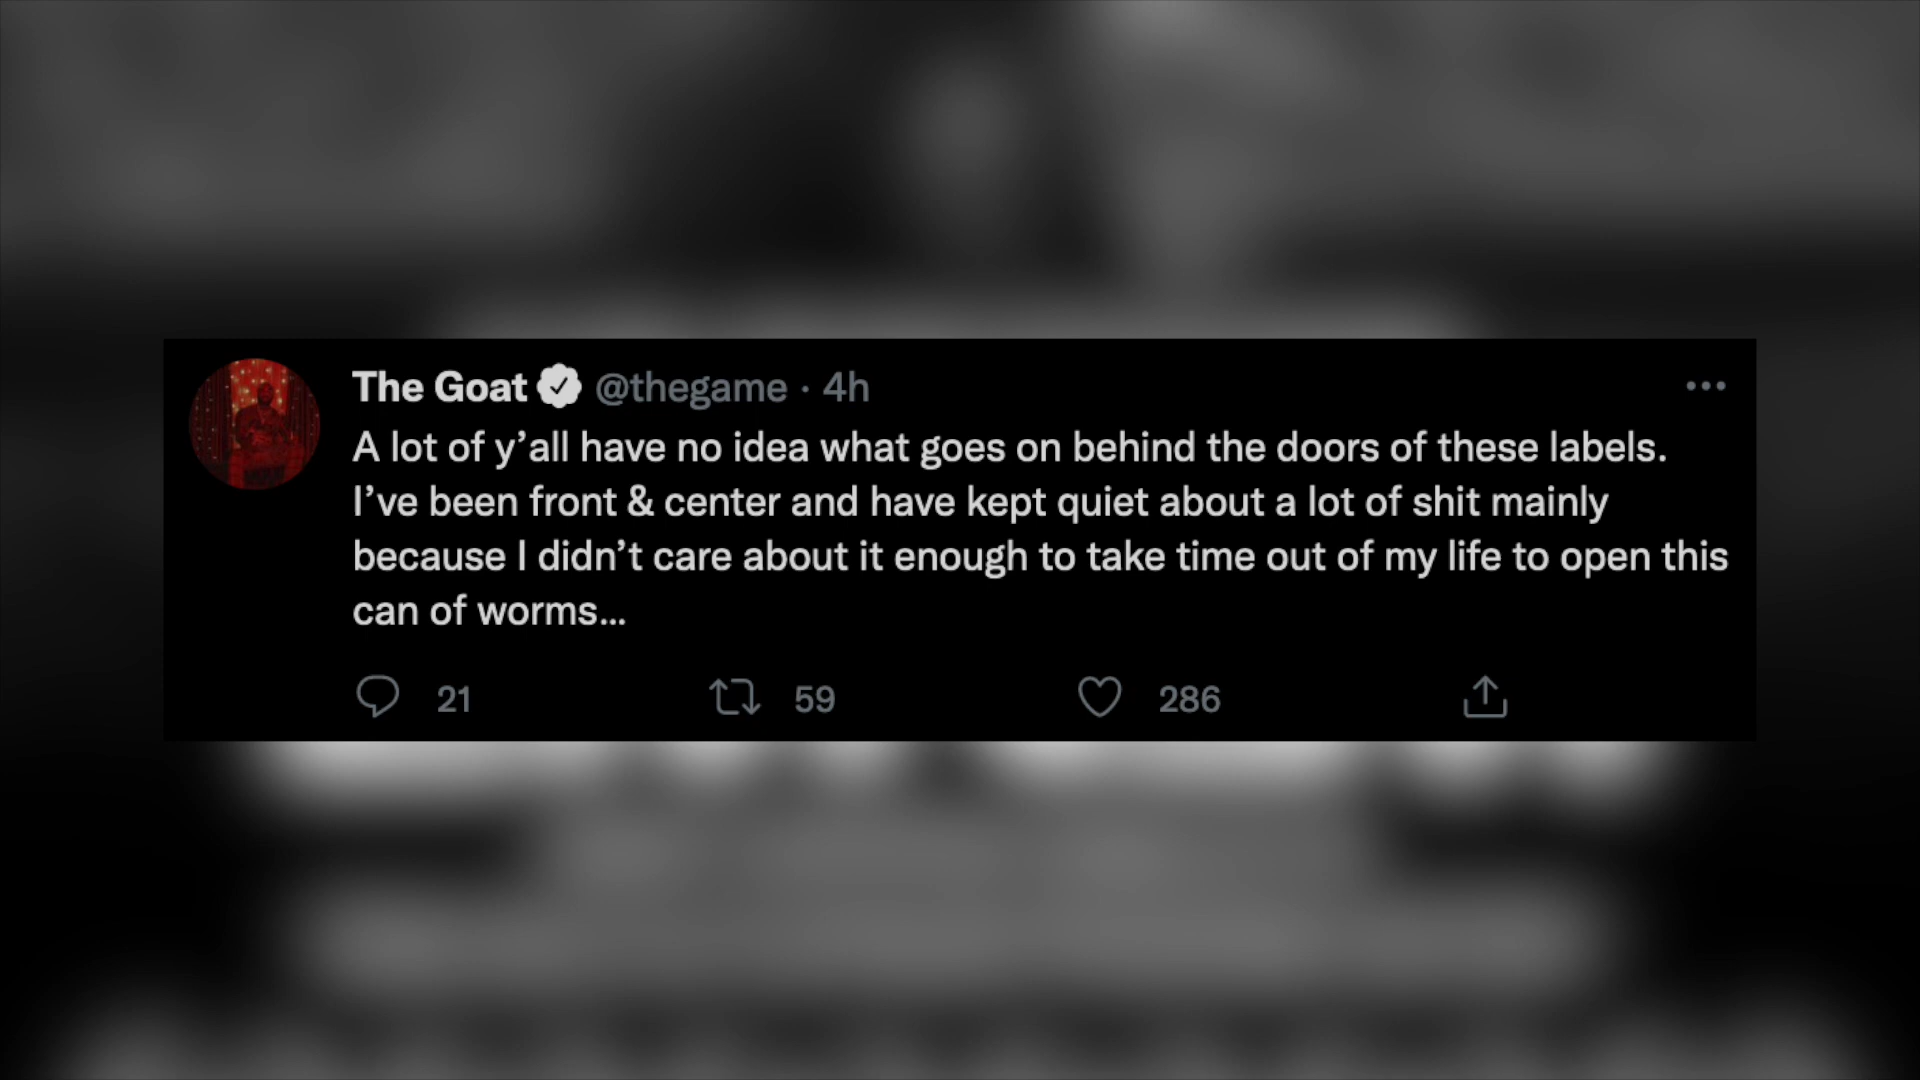 The Goat @thegame · 4h
A lot of y’all have no idea what goes on behind the doors of these labels.
I’ve been front & center and have kept quiet about a lot of shit mainly
because I didn’t care about it enough to take time out of my life to open this
can of worms...
21 59 286